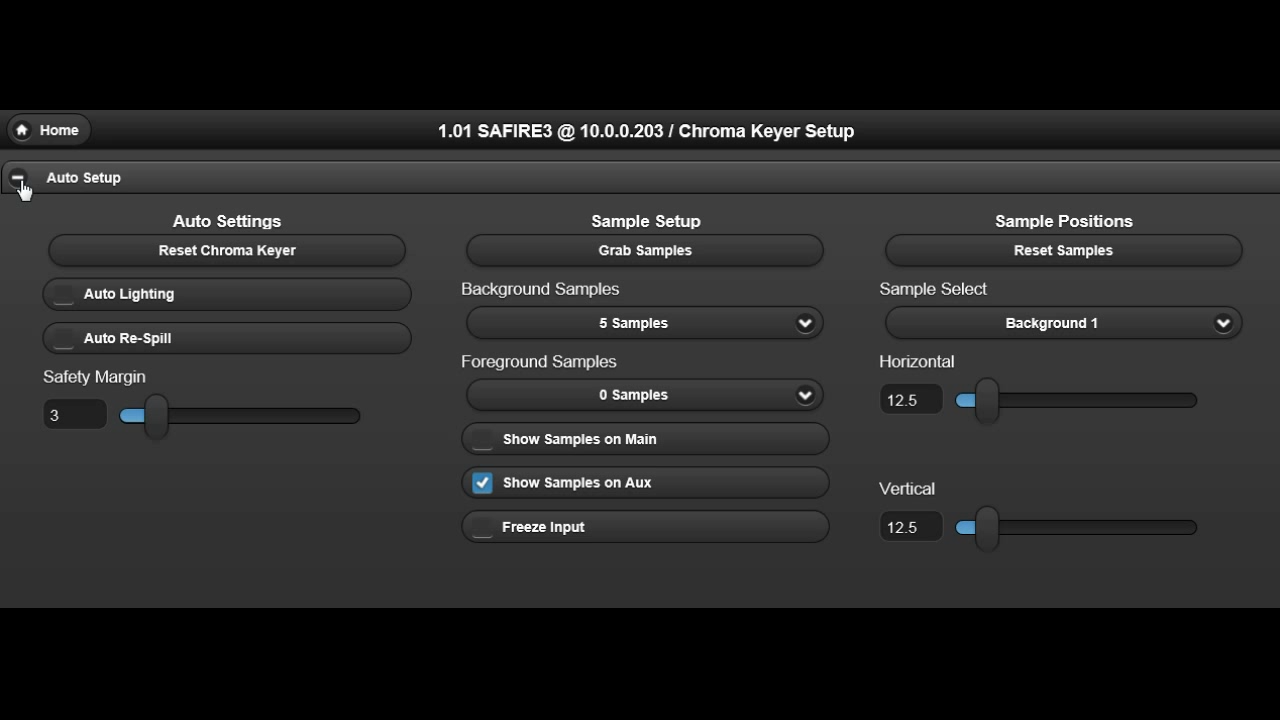 Home
1.01 SAFIRE3 @ 10.0.0.203 / Chroma Keyer Setup
Auto Setup
Auto Settings
Reset Chroma Keyer
Auto Lighting
Auto Re-Spill
Safety Margin
3
Sample Setup
Grab Samples
Background Samples
5 Samples
Foreground Samples
0 Samples
Show Samples on Main
Show Samples on Aux
Freeze Input
Sample Positions
Reset Samples
Sample Select
Background 1
Horizontal
12.5
Vertical
12.5